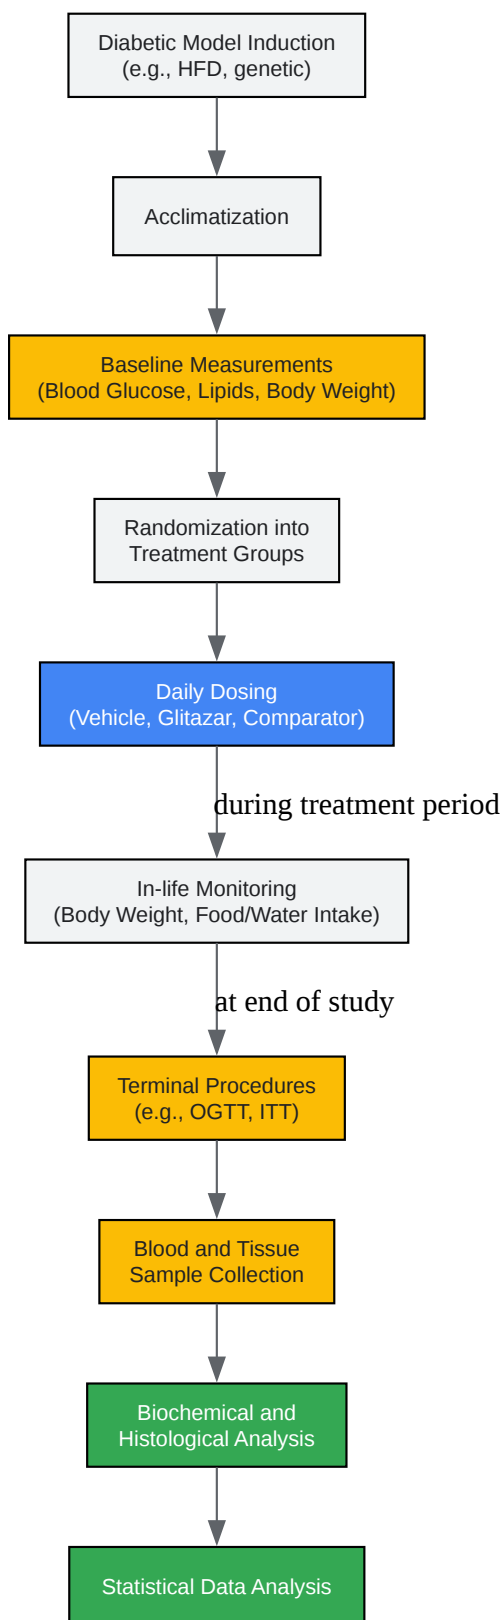 Diabetic Model Induction
(e.g., HFD, genetic)
Acclimatization
Baseline Measurements
(Blood Glucose, Lipids, Body Weight)
Randomization into
Treatment Groups
Daily Dosing
(Vehicle, Glitazar, Comparator)
during treatment period
In-life Monitoring
(Body Weight, Food/Water Intake)
at end of study
Terminal Procedures
(e.g., OGTT, ITT)
Blood and Tissue
Sample Collection
Biochemical and
Histological Analysis
Statistical Data Analysis